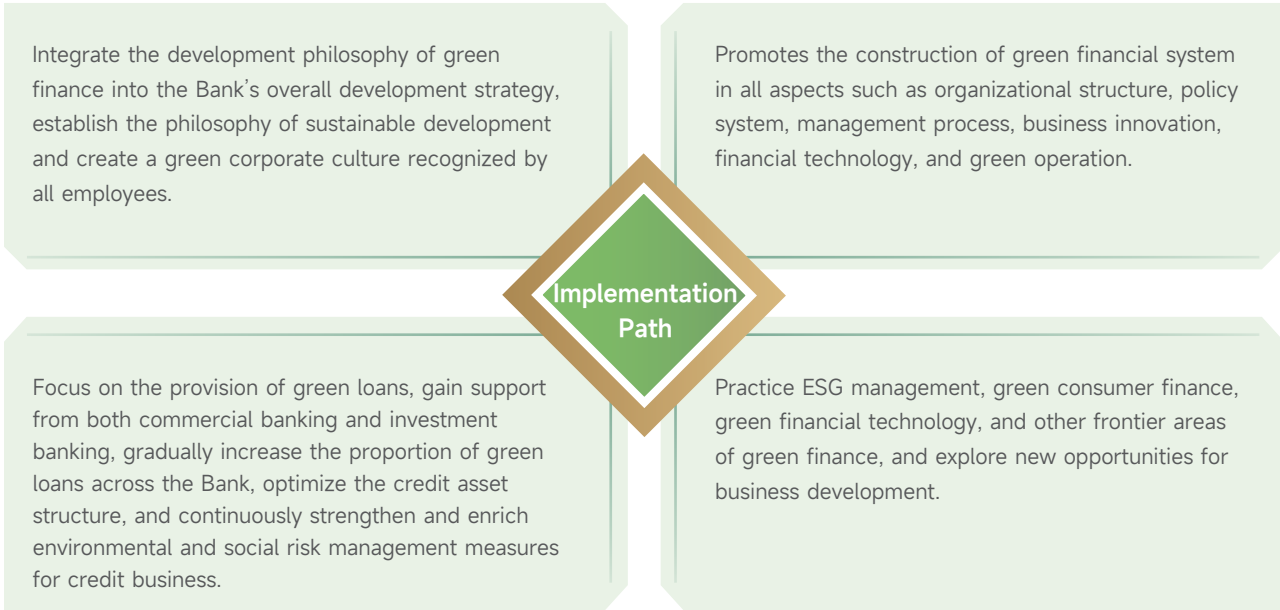 Integrate the development philosophy of green
finance into the Bank's overall development strategy,
establish the philosophy of sustainable development
and create a green corporate culture recognized by
all employees.
Promotes the construction of green financial system
in all aspects such as organizational structure, policy
system, management process, business innovation,
financial technology, and green operation.
Implementation
Path
Focus on the provision of green loans, gain support
from both commercial banking and investment
banking, gradually increase the proportion of green
loans across the Bank, optimize the credit asset
structure, and continuously strengthen and enrich
environmental and social risk management measures
for credit business.
Practice ESG management, green consumer finance,
green financial technology, and other frontier areas
of green finance, and explore new opportunities for
business development.